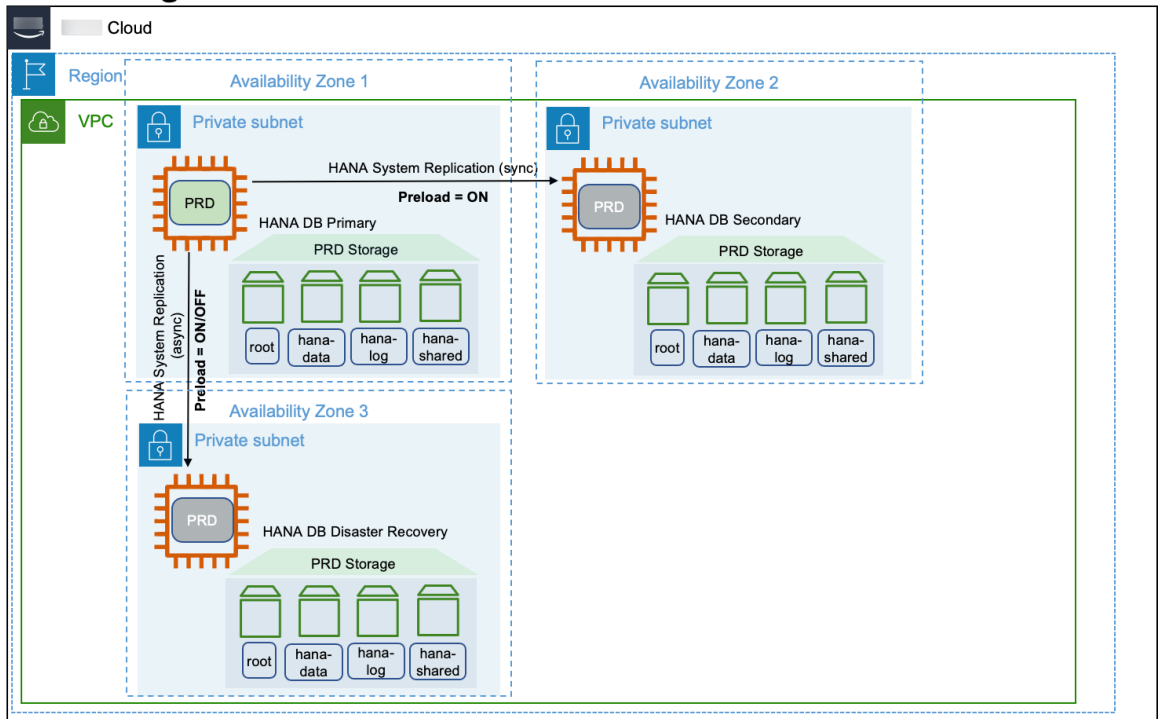 Cloud
Region
Availability Zone 1
Availability Zone 2
VPC
Private subnet
Private subnet
HANA System Replication (sync)
Preload = ON
PRD
PRD
HANA DB Primary
HANA DB Secondary
PRD Storage
PRD Storage
root
hana-
data
hana-
log
hana-
shared
root
hana-
data
hana-
log
hana-
shared
HANA System Replication
(async)
Preload = ON/OFF
Availability Zone 3
Private subnet
PRD
HANA DB Disaster Recovery
PRD Storage
root
hana-
data
hana-
log
hana-
shared